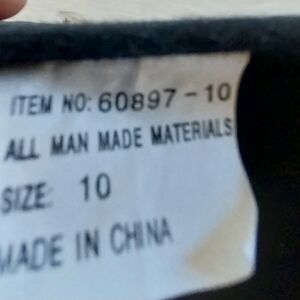 ITEM NO: 60897-10
ALL MAN MADE MATERIALS
SIZE: 10
MADE IN CHINA